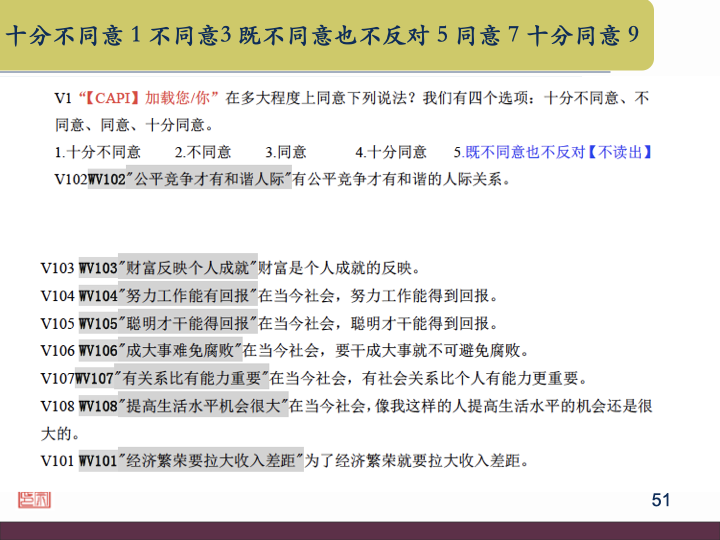 十分不同意 1 不同意3 既不同意也不反对 5 同意 7 十分同意 9
V1 “【CAPI】加载您/你”在多大程度上同意下列说法？我们有四个选项：十分不同意、不
同意、同意、十分同意。
1.十分不同意 2.不同意 3.同意 4.十分同意 5.既不同意也不反对【不读出】
V102WV102"公平竞争才有和谐人际"有公平竞争才有和谐的人际关系。
V103 WV103"财富反映个人成就"财富是个人成就的反映。
V104 WV104"努力工作能有回报"在当今社会，努力工作能得到回报。
V105 WV105"聪明才干能得回报"在当今社会，聪明才干能得到回报。
V106 WV106"成大事难免腐败"在当今社会，要干成大事就不可避免腐败。
V107WV107"有关系比有能力重要"在当今社会，有社会关系比个人有能力更重要。
V108 WV108"提高生活水平机会很大"在当今社会，像我这样的人提高生活水平的机会还是很
大的。
V101 WV101"经济繁荣要拉大收入差距"为了经济繁荣就要拉大收入差距。
51